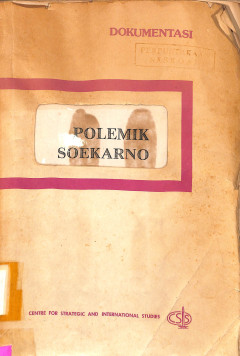 DOKUMENTASI
POLEMIK
SOEKARNO
CENTRE FOR STRATEGIC AND INTERNATIONAL STUDIES
CSIS